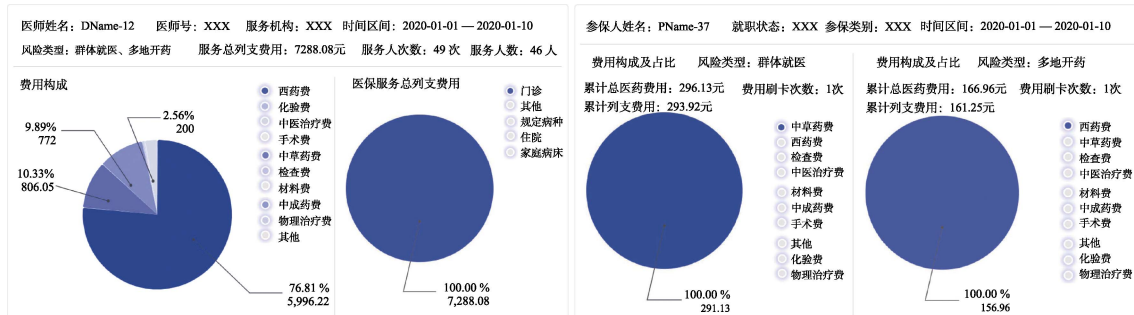 医师姓名：DName-12 医师号：XXX 服务机构：XXX 时间区间：2020-01-01 — 2020-01-10
风险类型：群体就医、多地开药 服务总列支费用：7288.08元 服务人次数：49 次 服务人数：46 人
费用构成
2.56%
200
9.89%
772
10.33%
806.05
76.81 %
5,996.22
西药费
化验费
中医治疗费
手术费
中草药费
检查费
材料费
中成药费
物理治疗费
其他
医保服务总列支费用
100.00 %
7,288.08
门诊
其他
规定病种
住院
家庭病床
参保人姓名：PName-37 就职状态：XXX 参保类别：XXX 时间区间：2020-01-01 — 2020-01-10
费用构成及占比 风险类型：群体就医
累计总医药费用：296.13元 费用刷卡次数：1次
累计列支费用：293.92元
100.00 %
291.13
中草药费
西药费
检查费
中医治疗费
材料费
中成药费
手术费
其他
化验费
物理治疗费
费用构成及占比 风险类型：多地开药
累计总医药费用：166.96元 费用刷卡次数：1次
累计列支费用：161.25元
100.00 %
156.96
西药费
中草药费
检查费
中医治疗费
材料费
中成药费
手术费
其他
化验费
物理治疗费